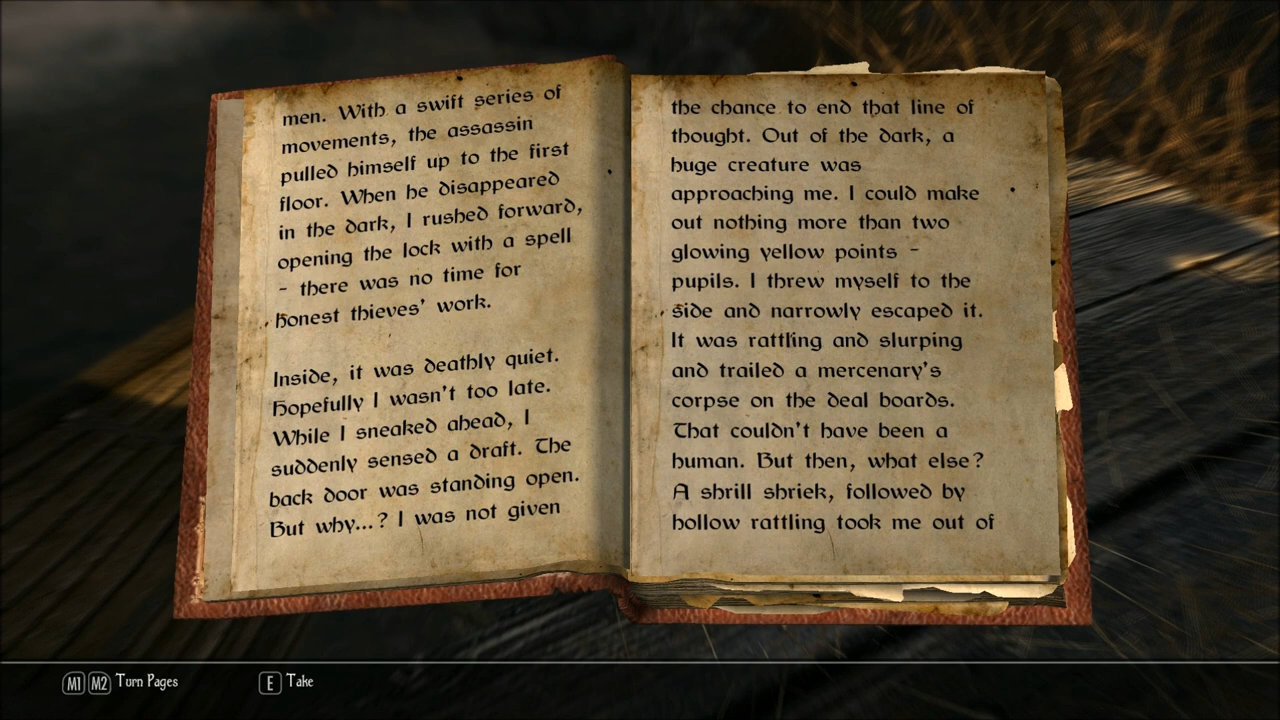 men. With a swift series of
movements, the assassin
pulled himself up to the first
floor. When he disappeared
in the dark, I rushed forward,
opening the lock with a spell
- there was no time for
honest thieves' work.
Inside, it was deathly quiet.
Hopefully I wasn't too late.
While I sneaked ahead, I
suddenly sensed a draft. The
back door was standing open.
But why...? I was not given
the chance to end that line of
thought. Out of the dark, a
huge creature was
approaching me. I could make
out nothing more than two
glowing yellow points -
pupils. I threw myself to the
side and narrowly escaped it.
It was rattling and slurping
and trailed a mercenary's
corpse on the deal boards.
That couldn't have been a
human. But then, what else?
A shrill shriek, followed by
hollow rattling took me out of
M1 M2 Turn Pages
E Take